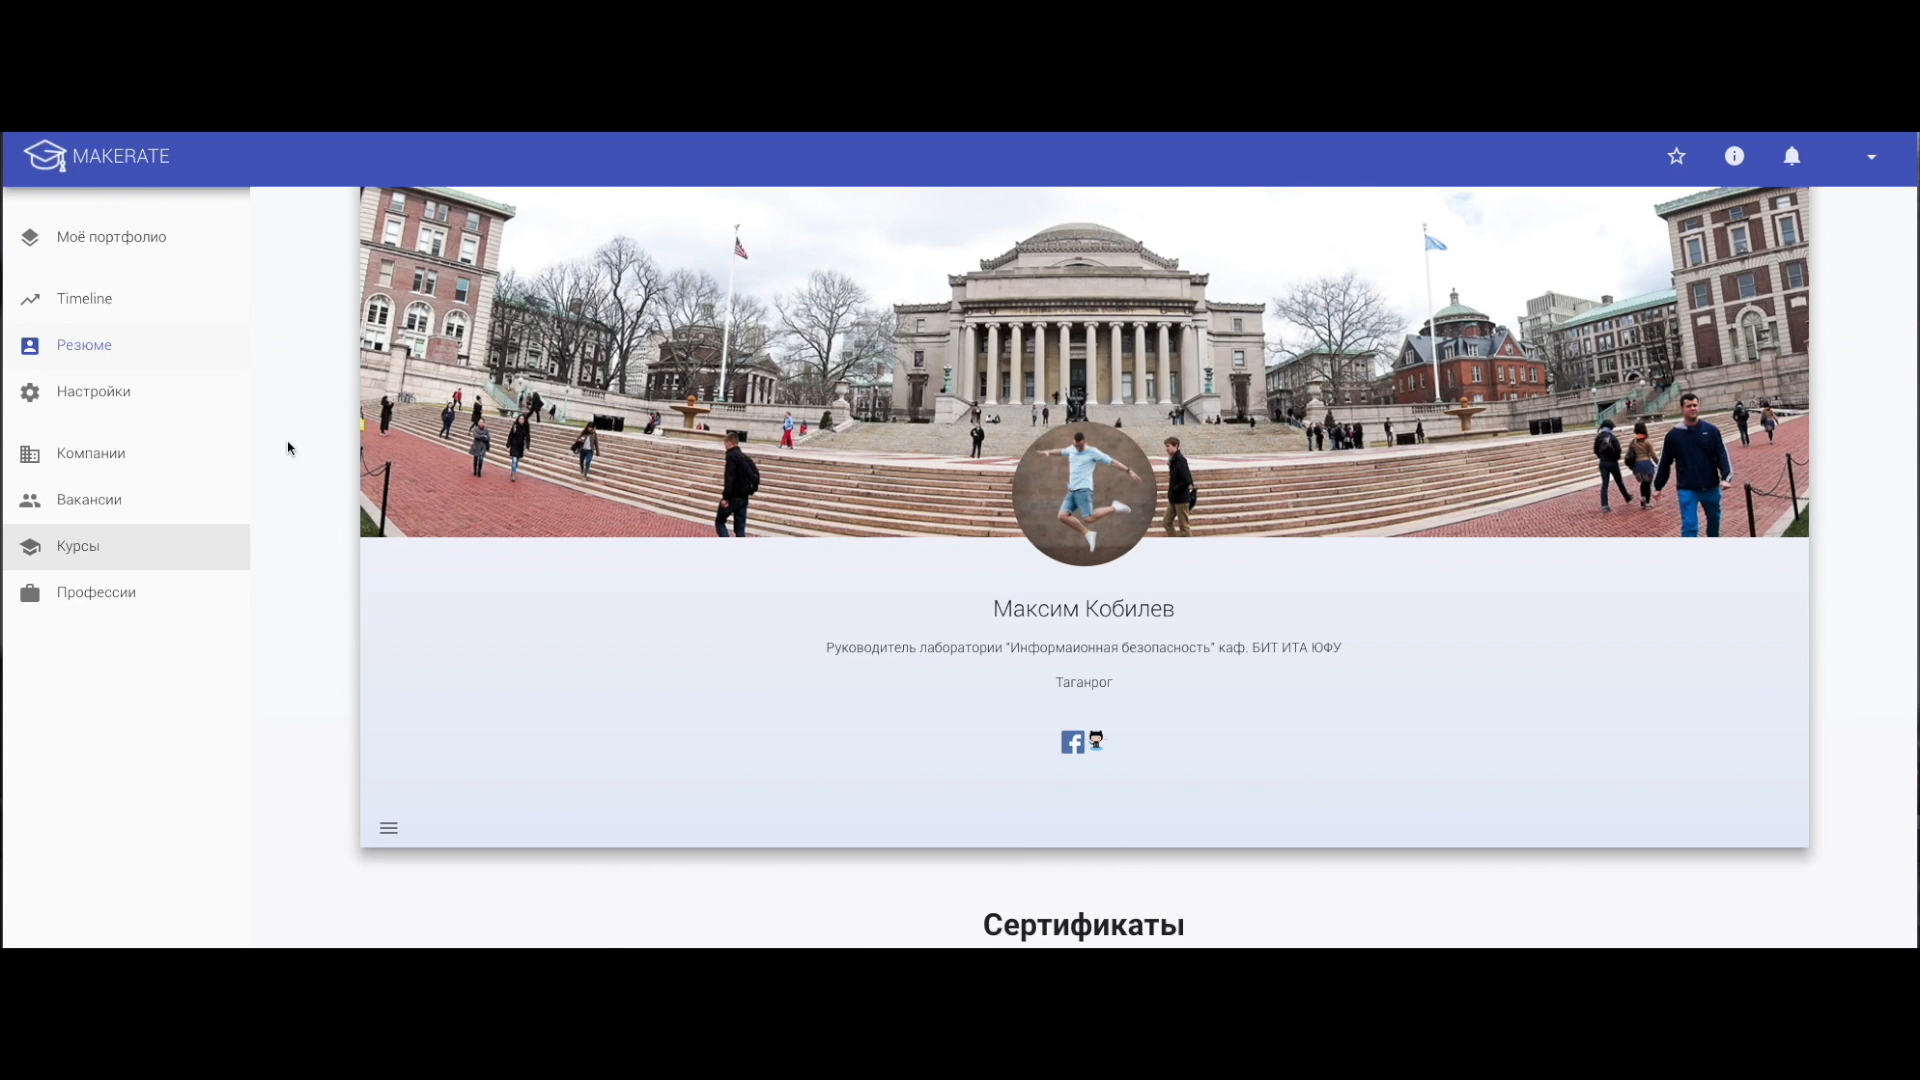 MAKERATE
Моё портфолио
Timeline
Резюме
Настройки
Компании
Вакансии
Курсы
Профессии
Максим Кобилев
Руководитель лаборатории "Информаионная безопасность" каф. БИТ ИТА ЮФУ
Таганрог
Сертификаты